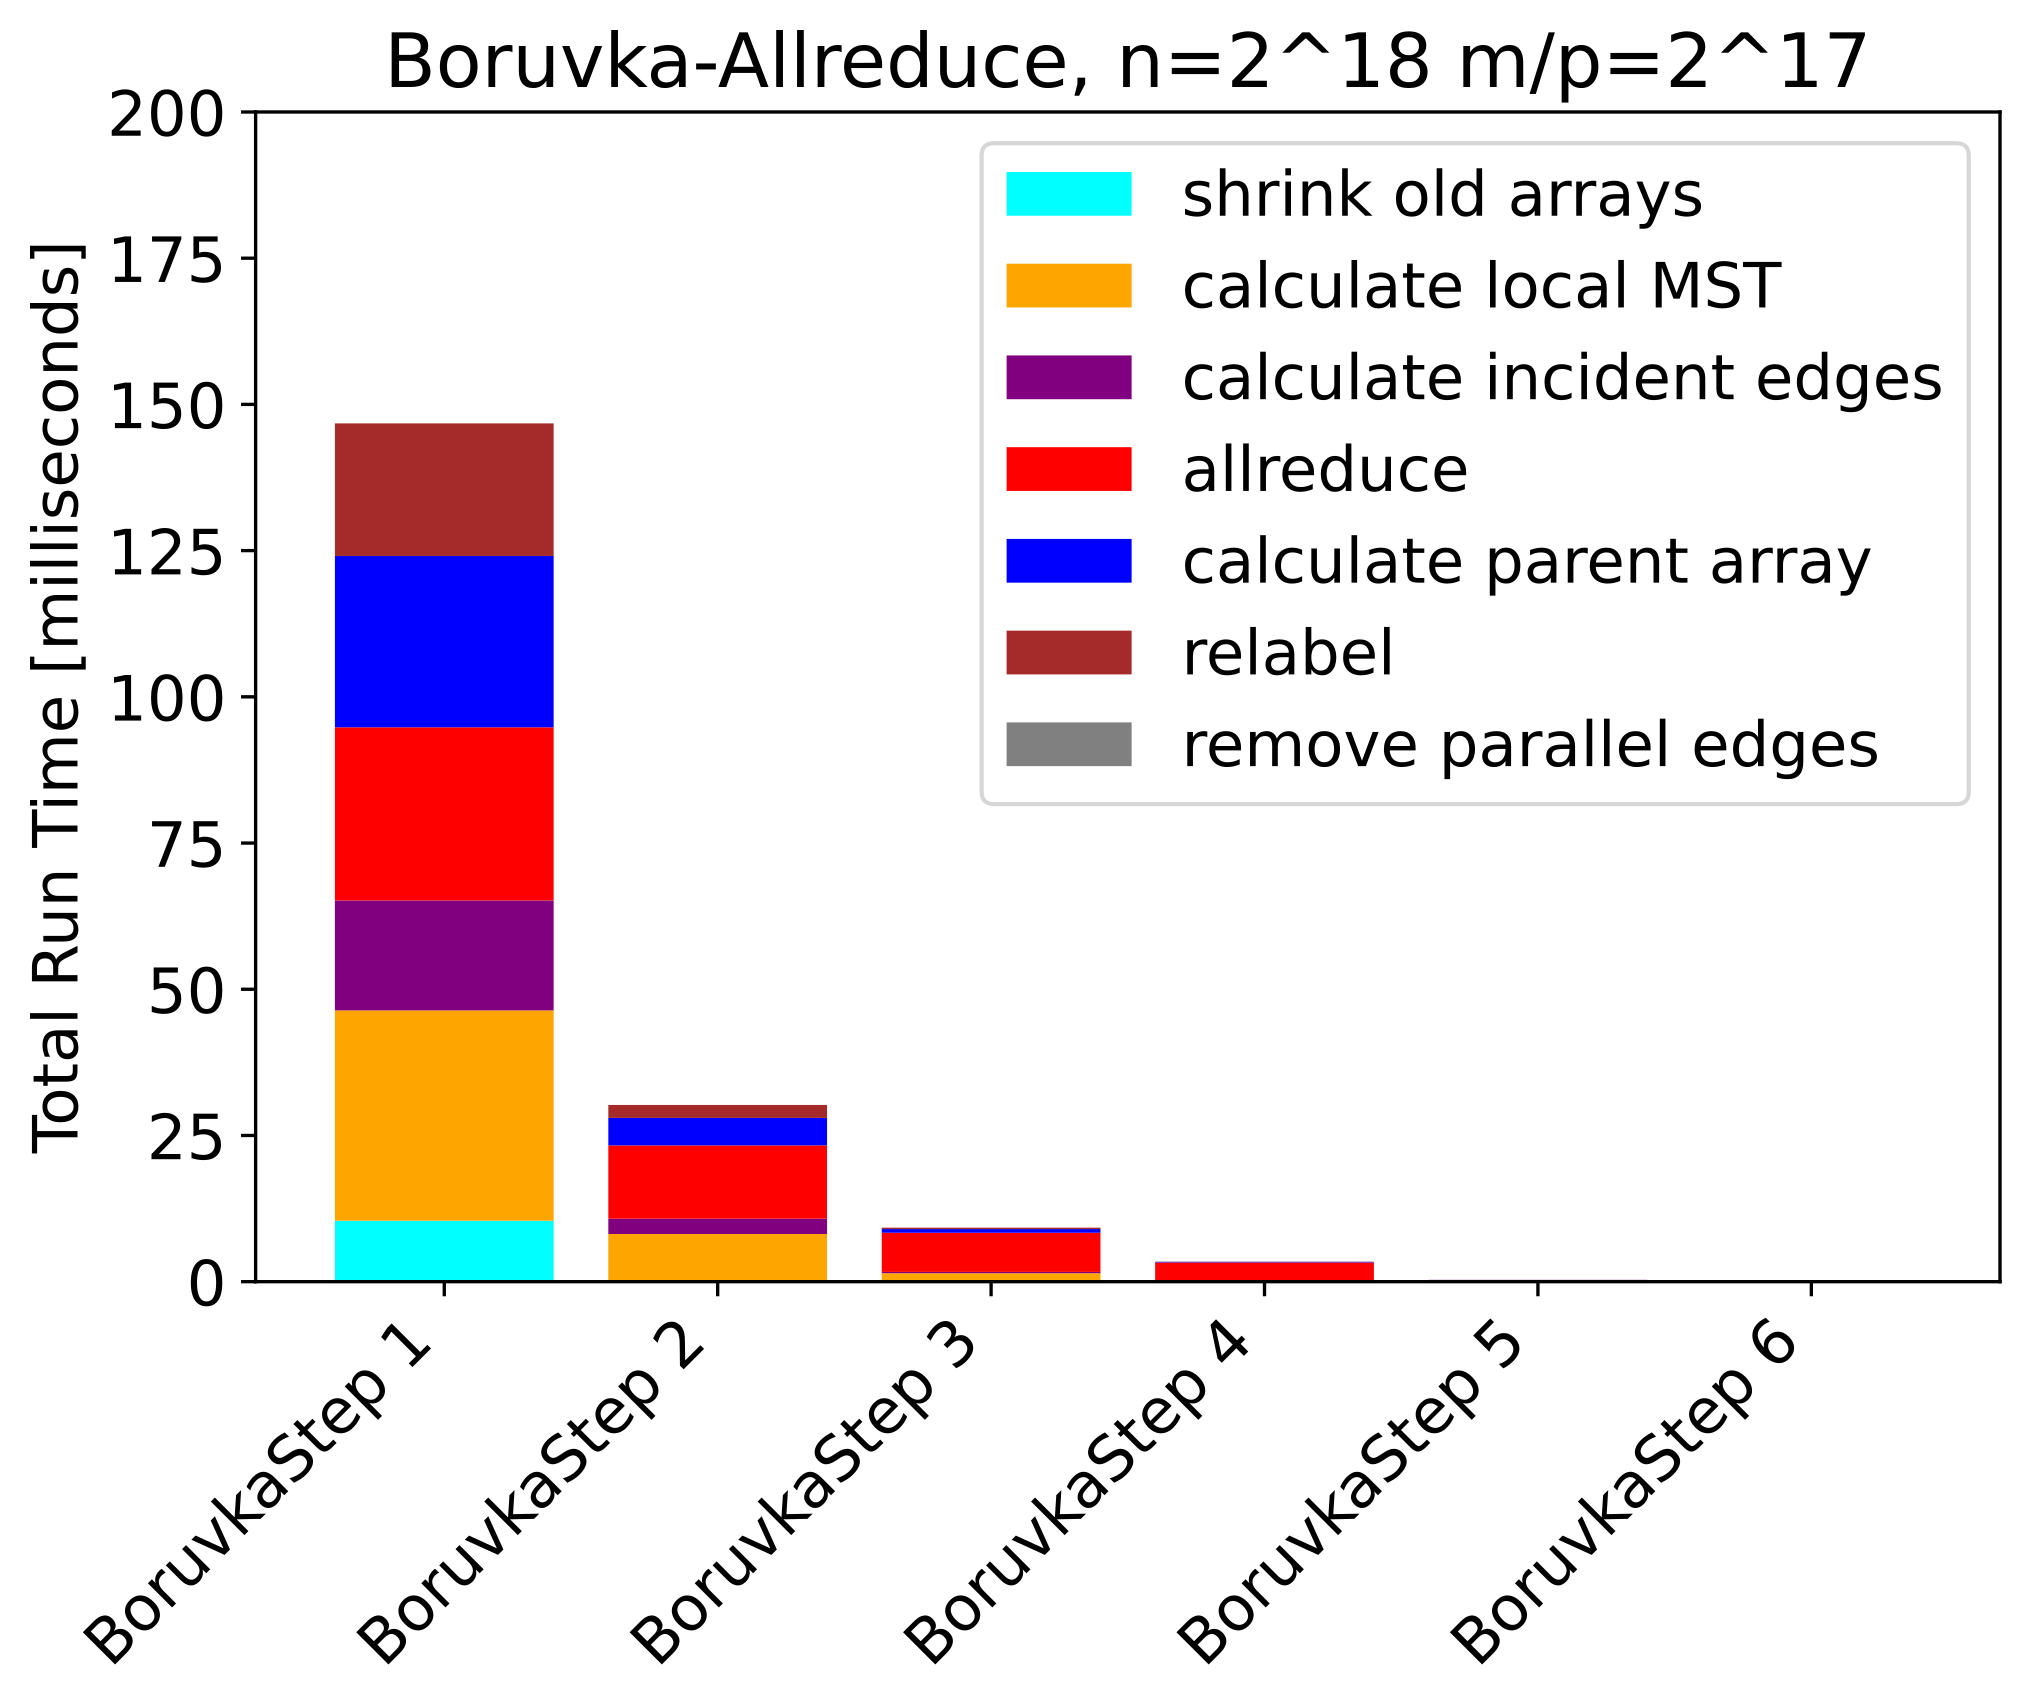 Boruvka-Allreduce, n=2^18 m/p=2^17
Total Run Time [milliseconds]
200
175
150
125
100
75
50
25
0
shrink old arrays
calculate local MST
calculate incident edges
allreduce
calculate parent array
relabel
remove parallel edges
BoruvkaStep 1
BoruvkaStep 2
BoruvkaStep 3
BoruvkaStep 4
BoruvkaStep 5
BoruvkaStep 6